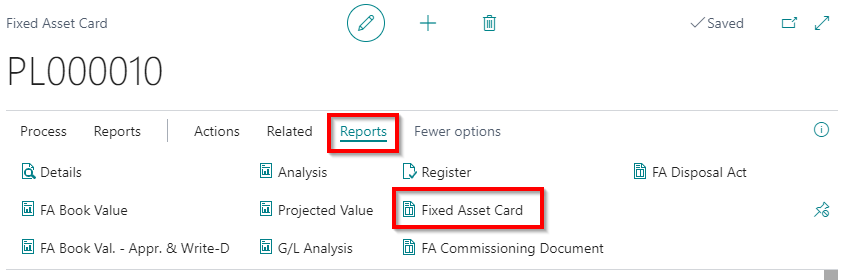 Fixed Asset Card
Saved
PL000010
Process Reports Actions Related Reports Fewer options
Details Analysis Register FA Disposal Act
FA Book Value Projected Value Fixed Asset Card
FA Book Val. - Appr. & Write-D G/L Analysis FA Commissioning Document